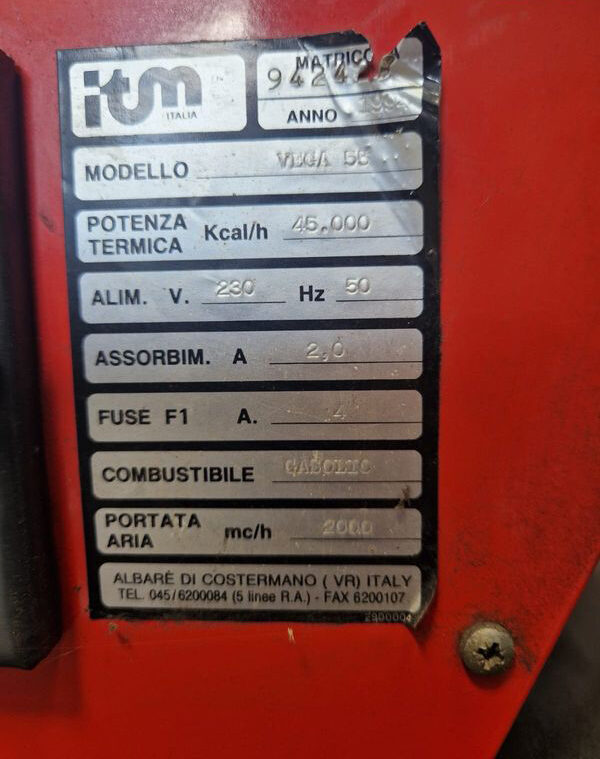 itm
ITALIA
ANNO
MODELLO VEGA
POTENZA
TERMICA Kcal/h 45.000
ALIM. V. 230 Hz 50
ASSORBIM. A 2,0
FUSE F1 A. 4
COMBUSTIBILE GASOLIO
PORTATA
ARIA mc/h 2000
ALBARÈ DI COSTERMANO ( VR) ITALY
TEL. 045/6200084 (5 linee R.A.) - FAX 6200107